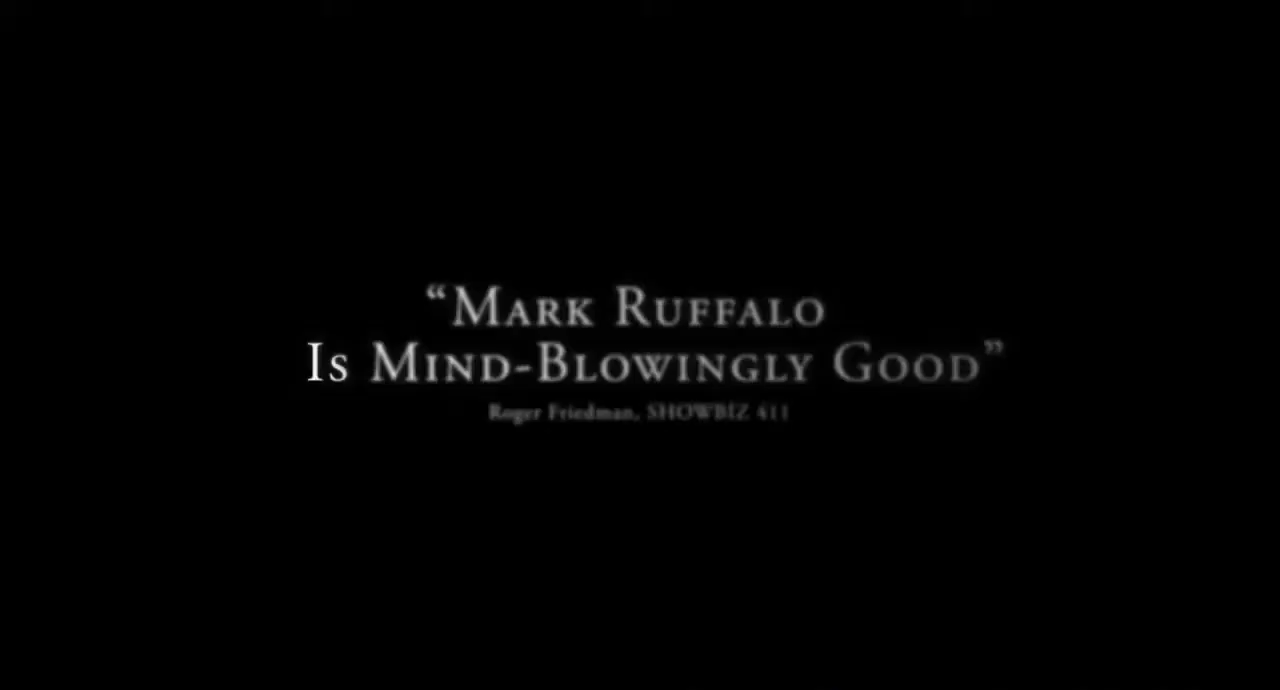 “Mark Ruffalo
Is Mind-Blowingly Good”
Roger Friedman, SHOWBIZ 411